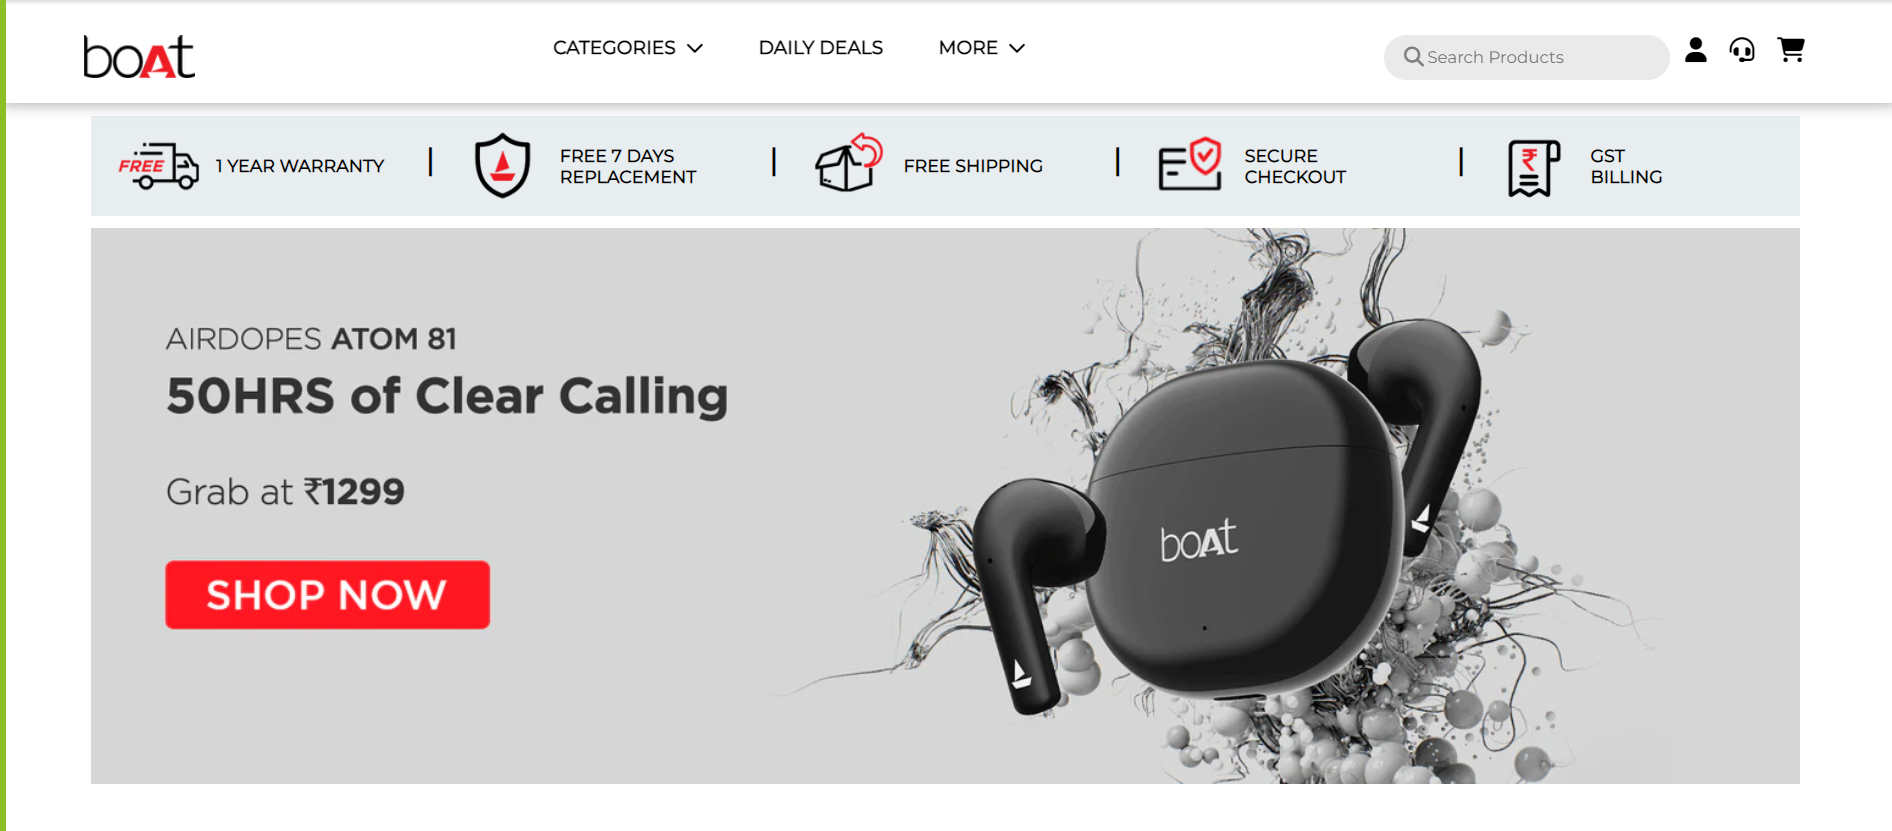 boAt
CATEGORIES
DAILY DEALS
MORE
Search Products
FREE
1 YEAR WARRANTY
|
FREE 7 DAYS
REPLACEMENT
|
FREE SHIPPING
|
SECURE
CHECKOUT
|
₹
GST
BILLING
AIRDOPES ATOM 81
50HRS of Clear Calling
Grab at ₹1299
SHOP NOW
boAt